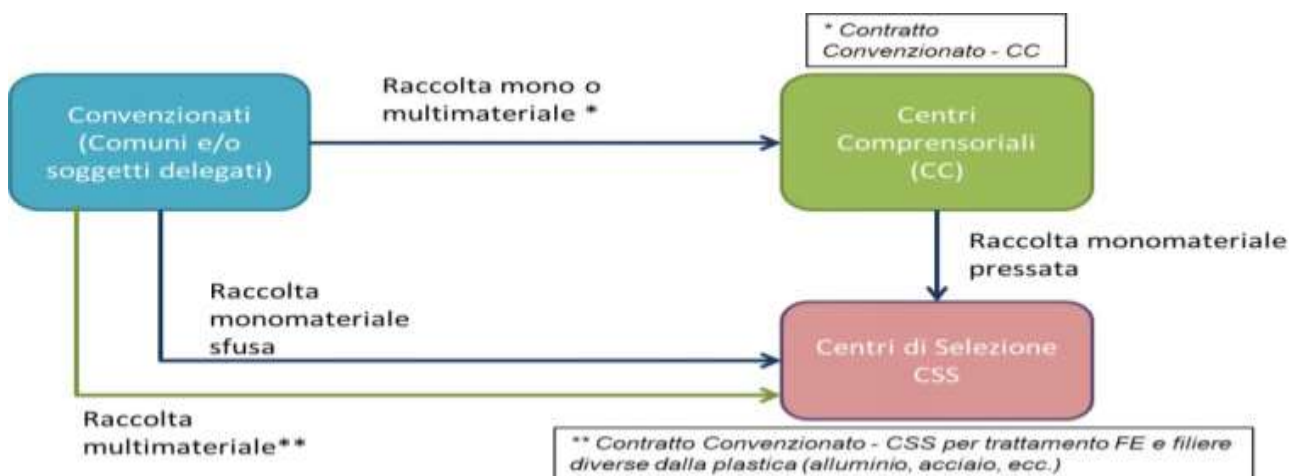 * Contratto
Convenzionato - CC
Raccolta mono o
multimateriale *
Convenzionati
(Comuni e/o
soggetti delegati)
Centri
Comprensoriali
(CC)
Raccolta monomateriale
pressata
Raccolta
monomateriale
sfusa
Centri di Selezione
CSS
Raccolta
multimateriale**
** Contratto Convenzionato - CSS per trattamento FE e filiere
diverse dalla plastica (alluminio, acciaio, ecc.)